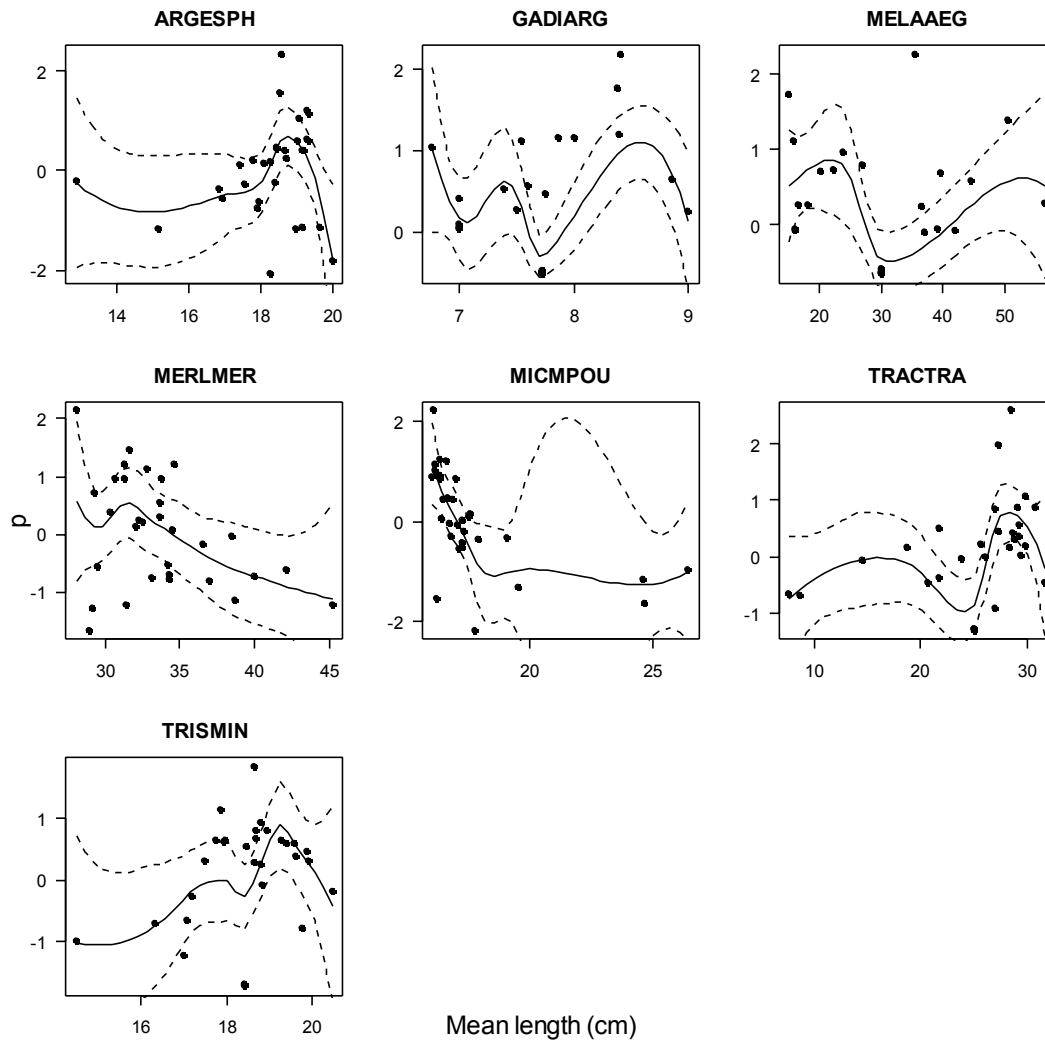 ARGESPH GADIARG MELAAEG
2 2 2
0 1 1
-2 0 0
14 16 18 20 7 8 9 20 30 40 50
MERLMER MICMPOU TRACTRA
2 2 2
1 0 1
0 -2 0
-1 -1
30 35 40 45 20 25 10 20 30
p
TRISMIN
1
0
-1
16 18 20
Mean length (cm)